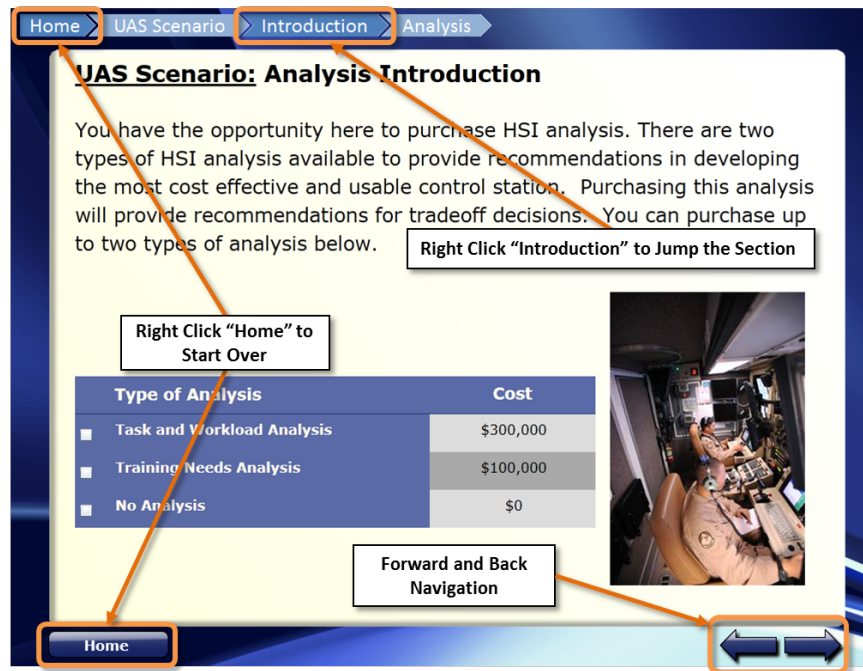 Home UAS Scenario Introduction Analysis
UAS Scenario: Analysis Introduction
You have the opportunity here to purchase HSI analysis. There are two
types of HSI analysis available to provide recommendations in developing
the most cost effective and usable control station. Purchasing this analysis
will provide recommendations for tradeoff decisions. You can purchase up
to two types of analysis below.
Right Click “Introduction” to Jump the Section
Right Click “Home” to
Start Over
Type of Analysis Cost
Task and Workload Analysis $300,000
Training Needs Analysis $100,000
No Analysis $0
Forward and Back
Navigation
Home